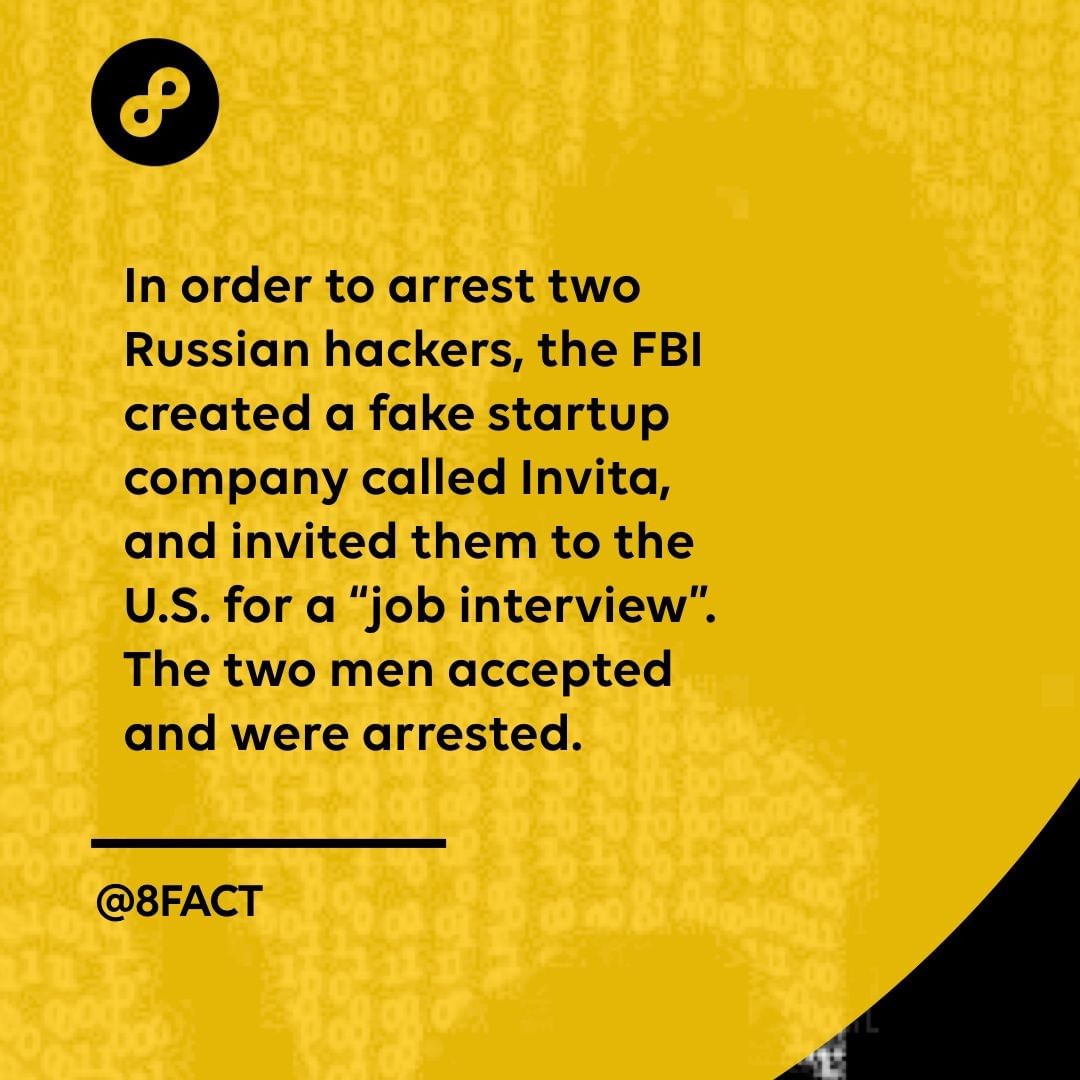 In order to arrest two
Russian hackers, the FBI
created a fake startup
company called Invita,
and invited them to the
U.S. for a “job interview”.
The two men accepted
and were arrested.
@8FACT